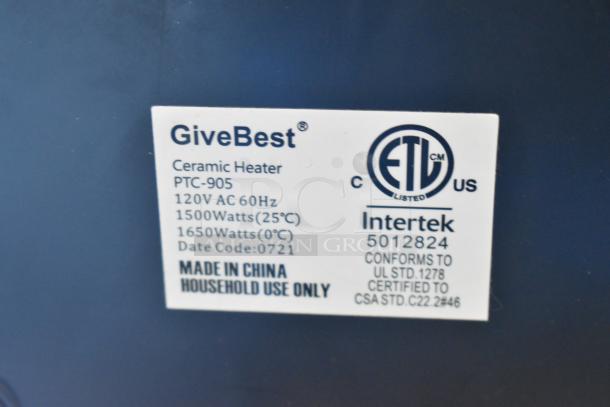 GiveBest®
Ceramic Heater
PTC-905
120V AC 60Hz
1500Watts(25℃)
1650Watts(0℃)
Date Code:0721
MADE IN CHINA
HOUSEHOLD USE ONLY
C ETL CM US
LISTED
Intertek
5012824
CONFORMS TO
UL STD.1278
CERTIFIED TO
CSA STD.C22.2#46